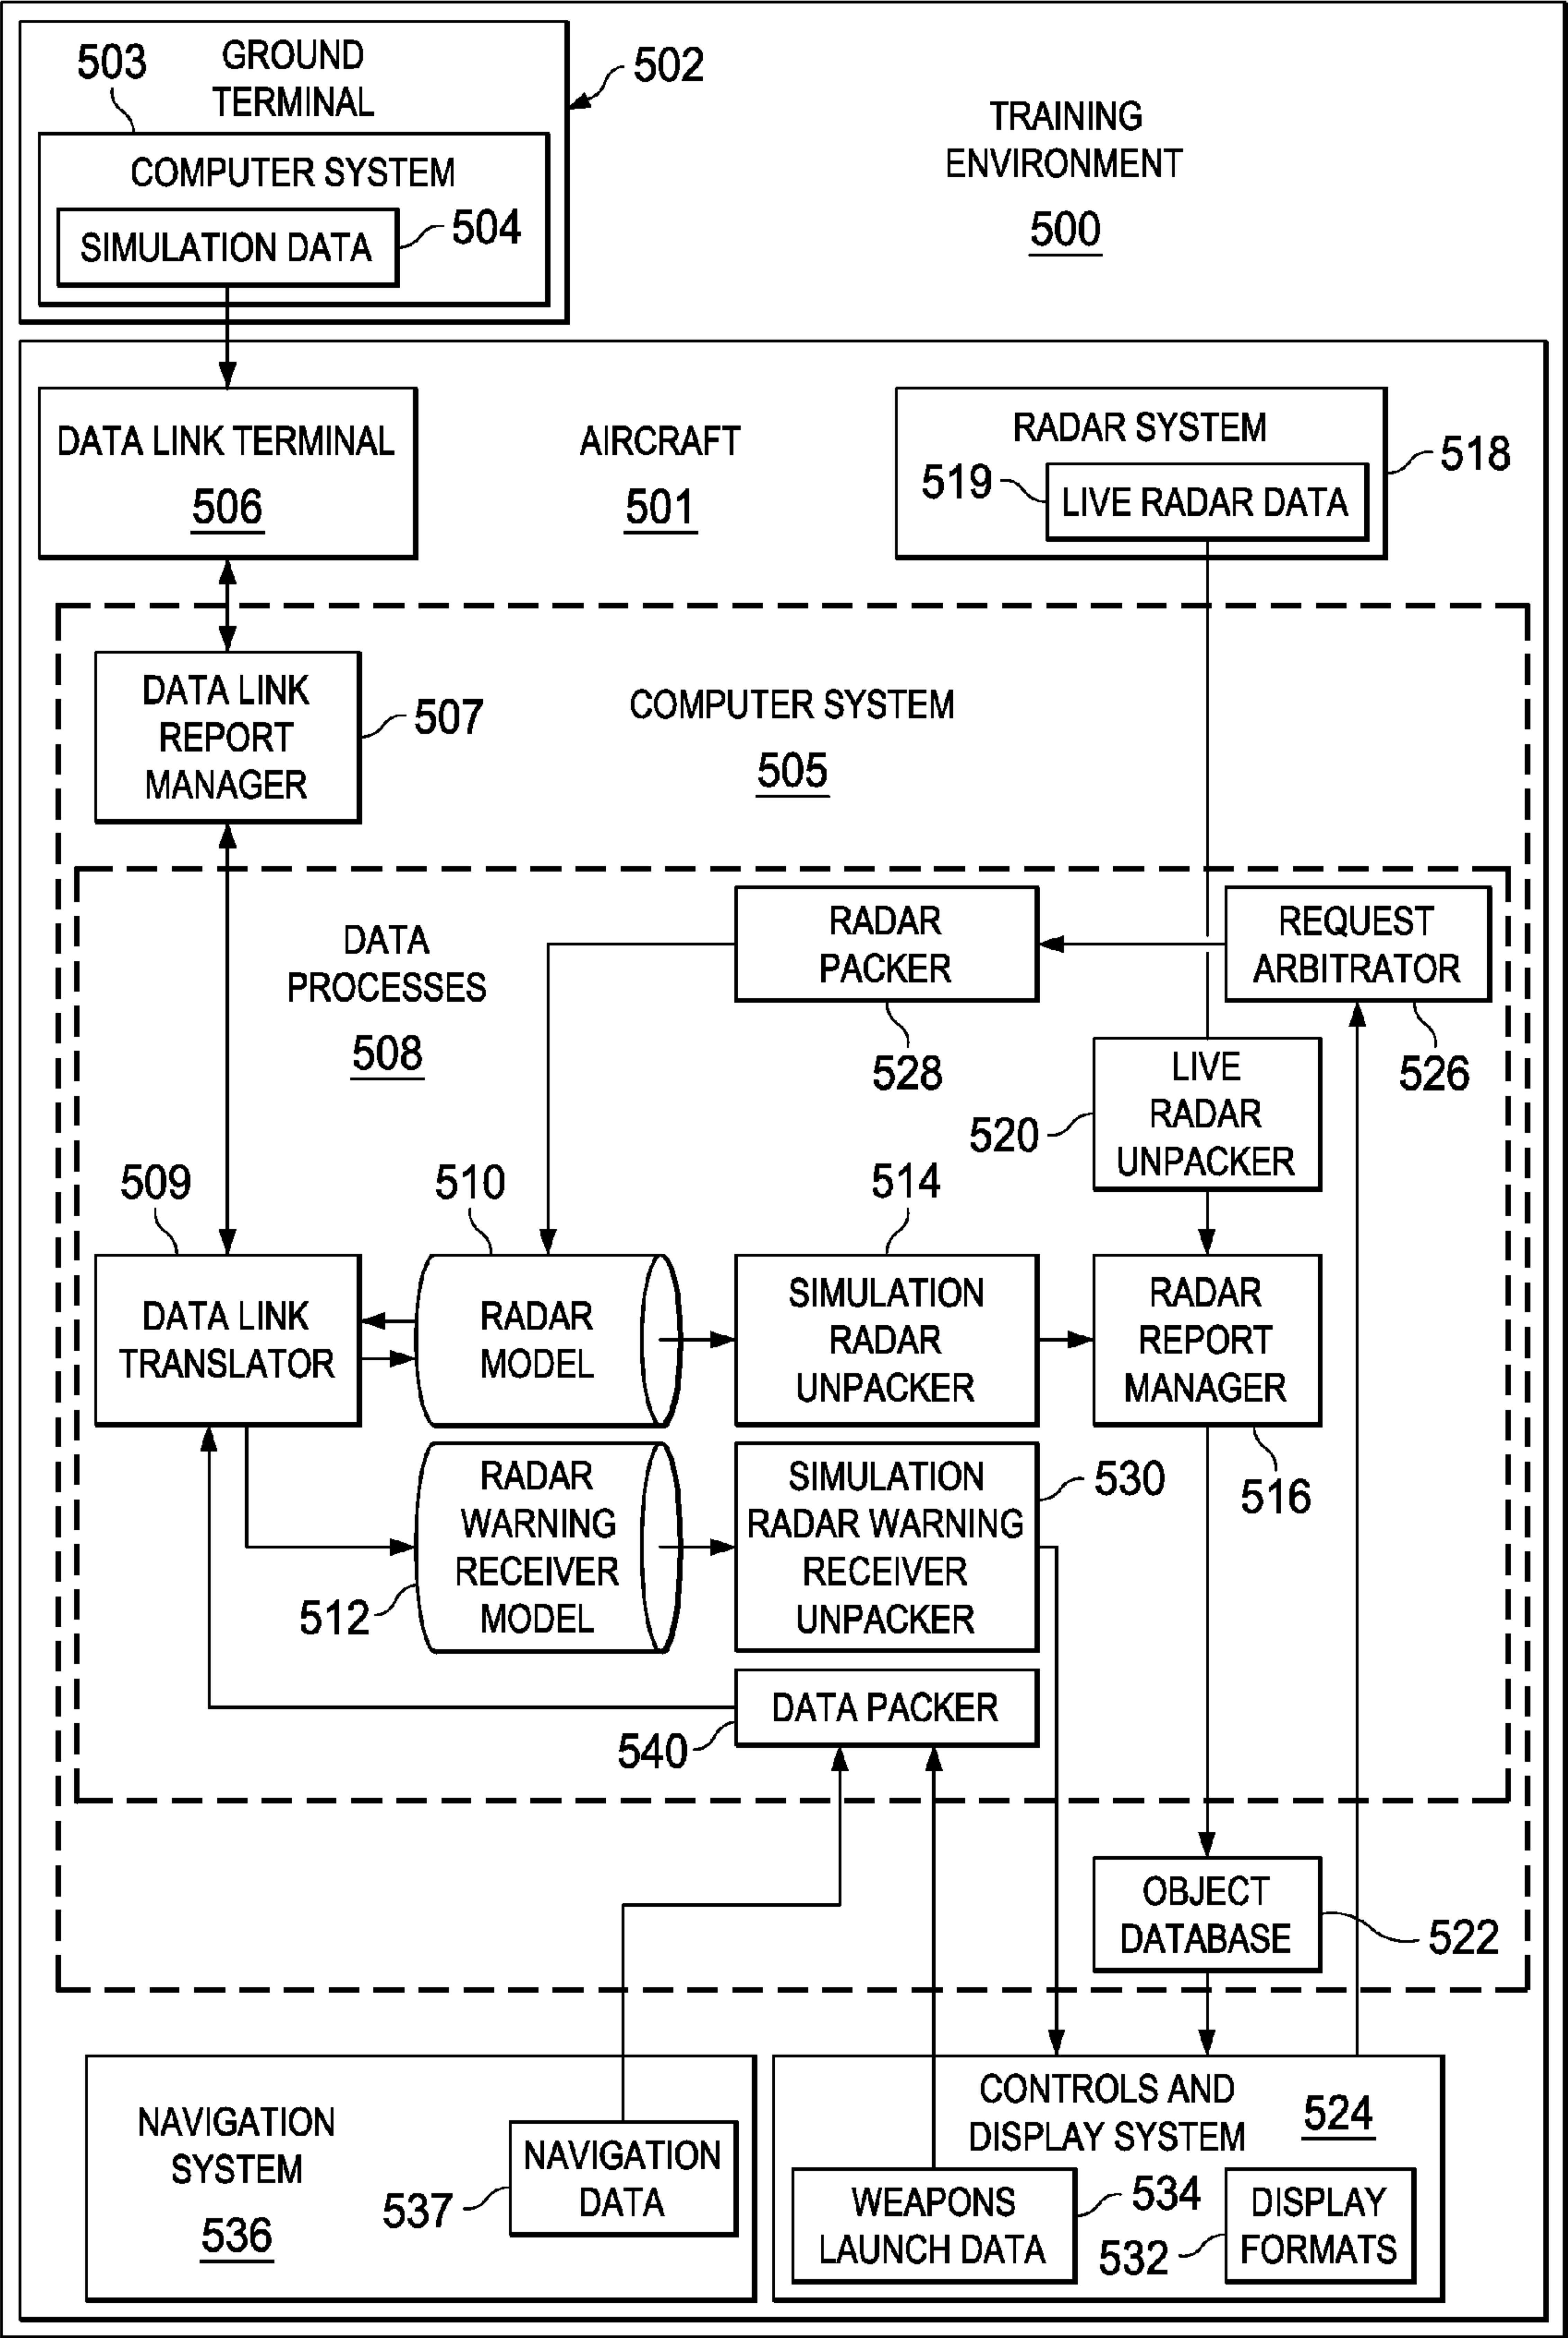 503
GROUND
TERMINAL
502
COMPUTER SYSTEM
SIMULATION DATA
504
TRAINING
ENVIRONMENT
500
DATA LINK TERMINAL
506
AIRCRAFT
501
RADAR SYSTEM
518
519
LIVE RADAR DATA
DATA LINK
REPORT
MANAGER
507
COMPUTER SYSTEM
505
DATA
PROCESSES
508
RADAR
PACKER
528
REQUEST
ARBITRATOR
526
LIVE
RADAR
UNPACKER
520
509
510
514
DATA LINK
TRANSLATOR
RADAR
MODEL
SIMULATION
RADAR
UNPACKER
RADAR
REPORT
MANAGER
516
RADAR
WARNING
RECEIVER
MODEL
512
SIMULATION
RADAR WARNING
RECEIVER
UNPACKER
530
DATA PACKER
540
OBJECT
DATABASE
522
NAVIGATION
SYSTEM
536
NAVIGATION
DATA
537
CONTROLS AND
DISPLAY SYSTEM
524
WEAPONS
LAUNCH DATA
534
532
DISPLAY
FORMATS